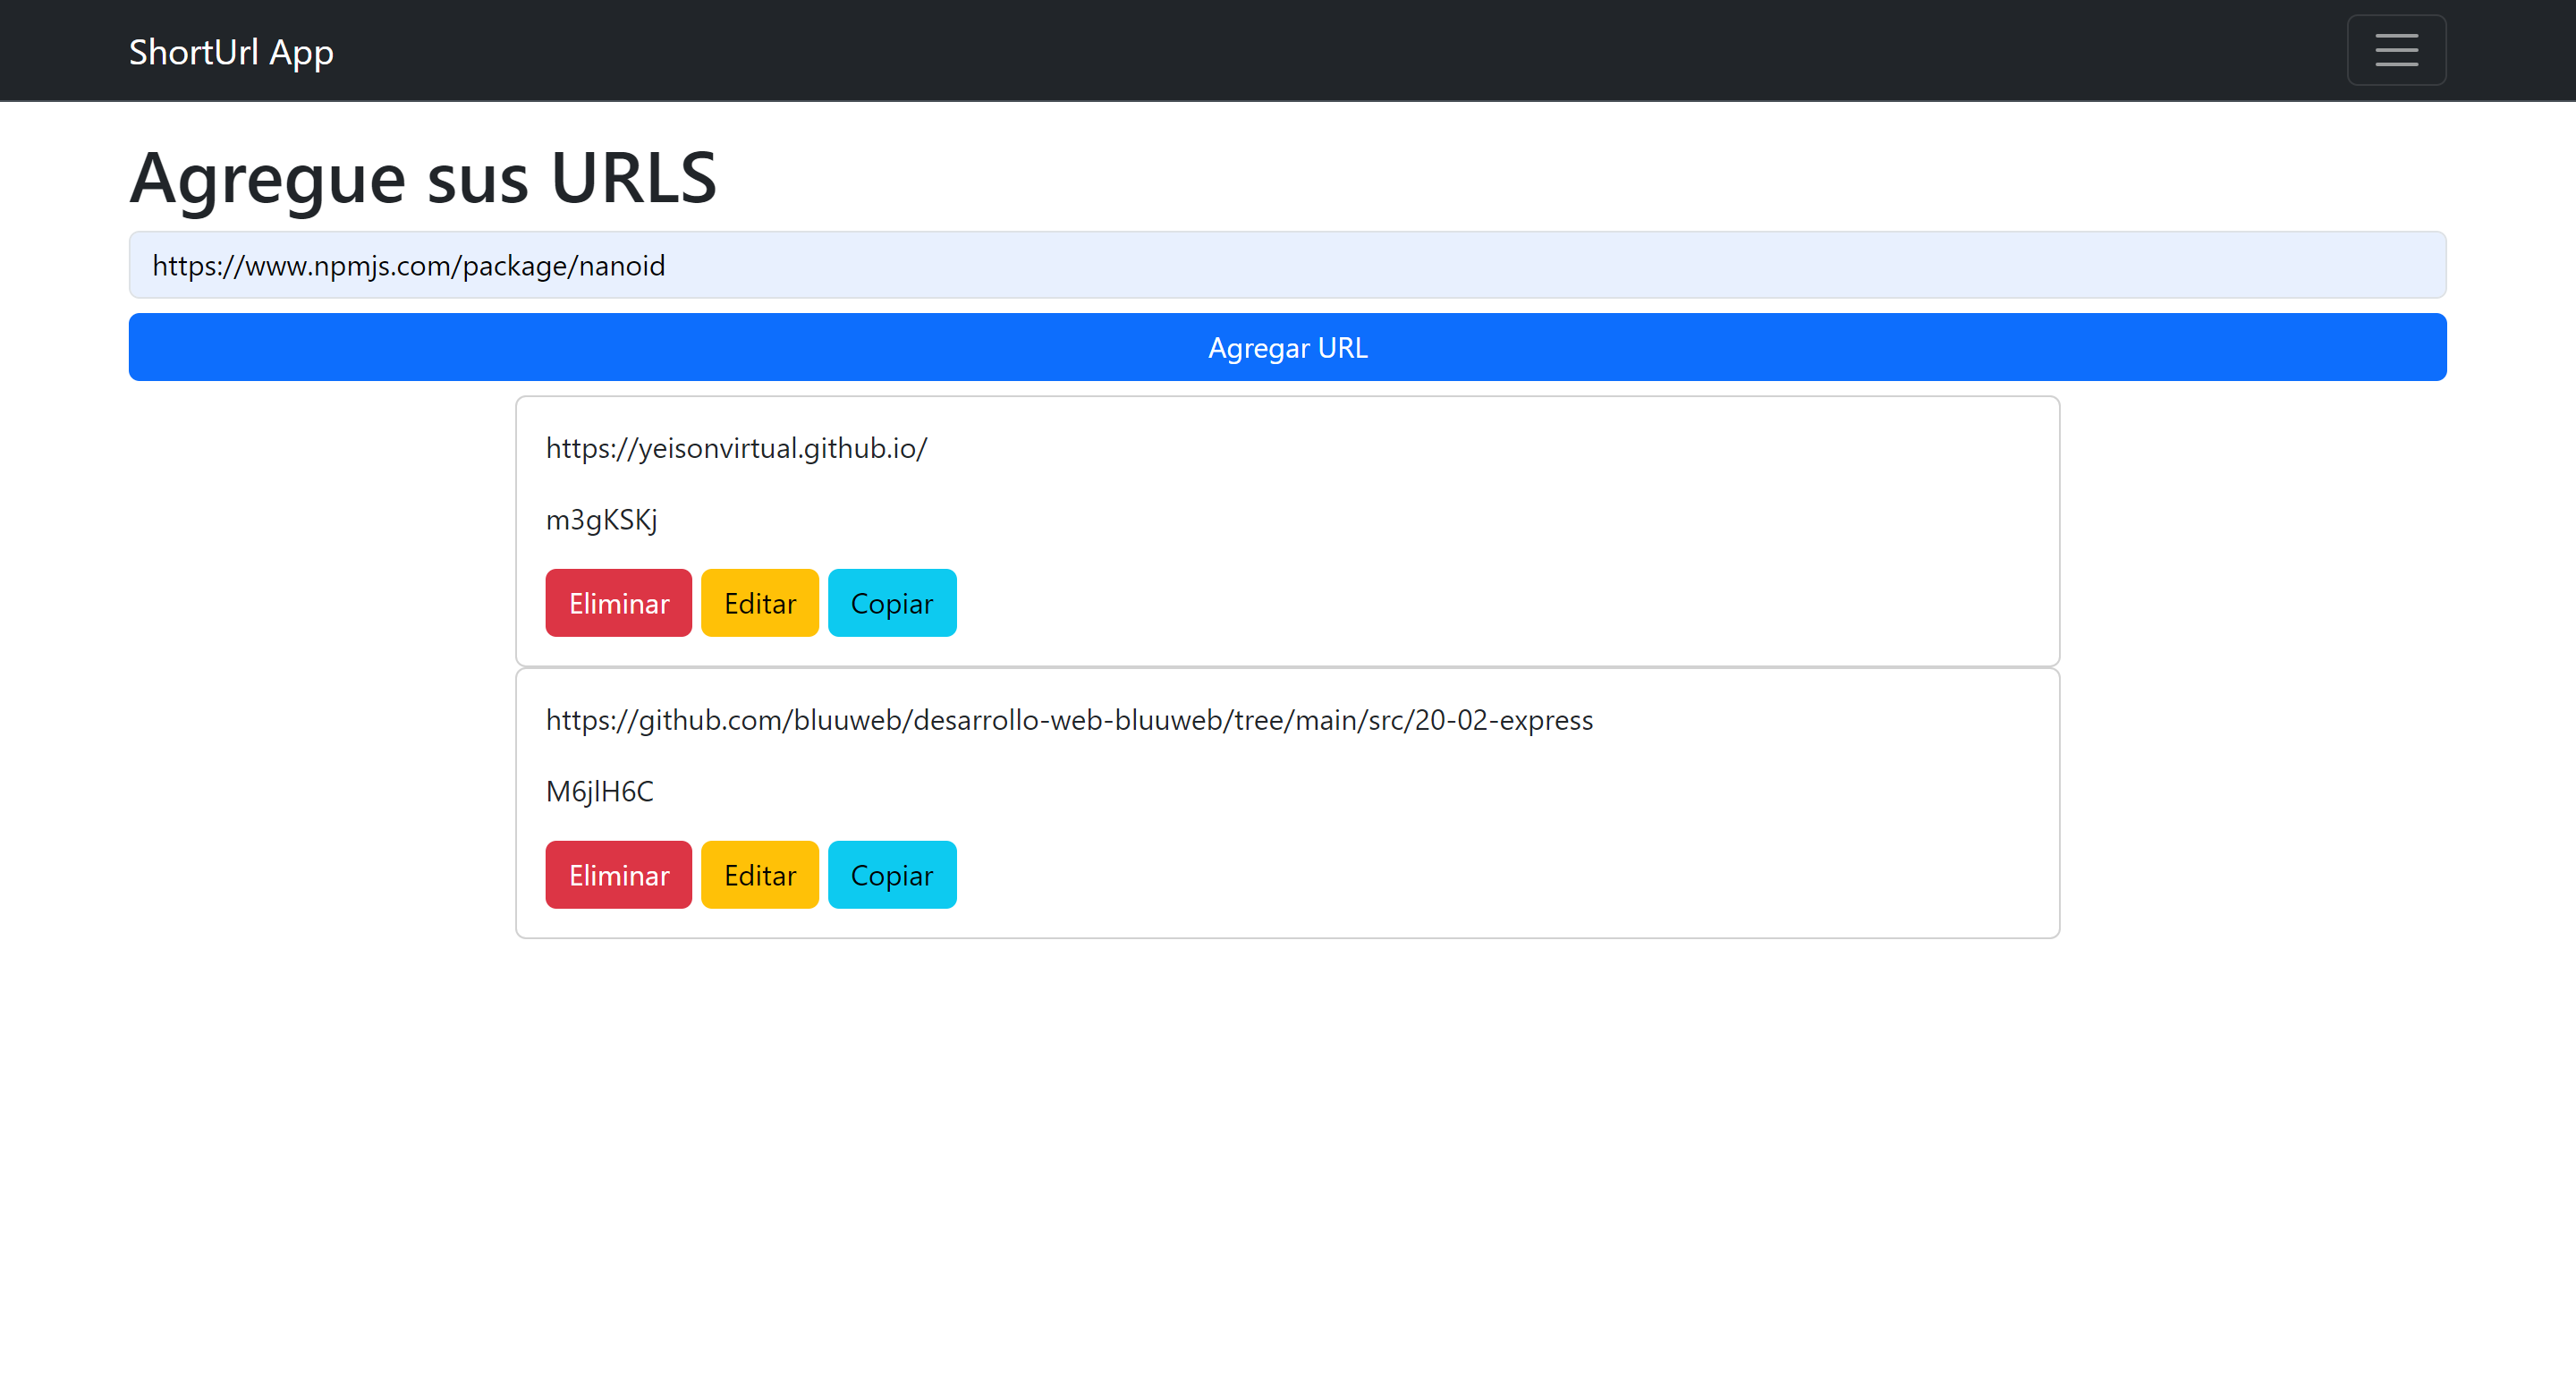 ShortUrl App
Agregue sus URLS
https://www.npmjs.com/package/nanoid
Agregar URL
https://yeisonvirtual.github.io/
m3gKSKj
Eliminar Editar Copiar
https://github.com/bluuweb/desarrollo-web-bluuweb/tree/main/src/20-02-express
M6jlH6C
Eliminar Editar Copiar